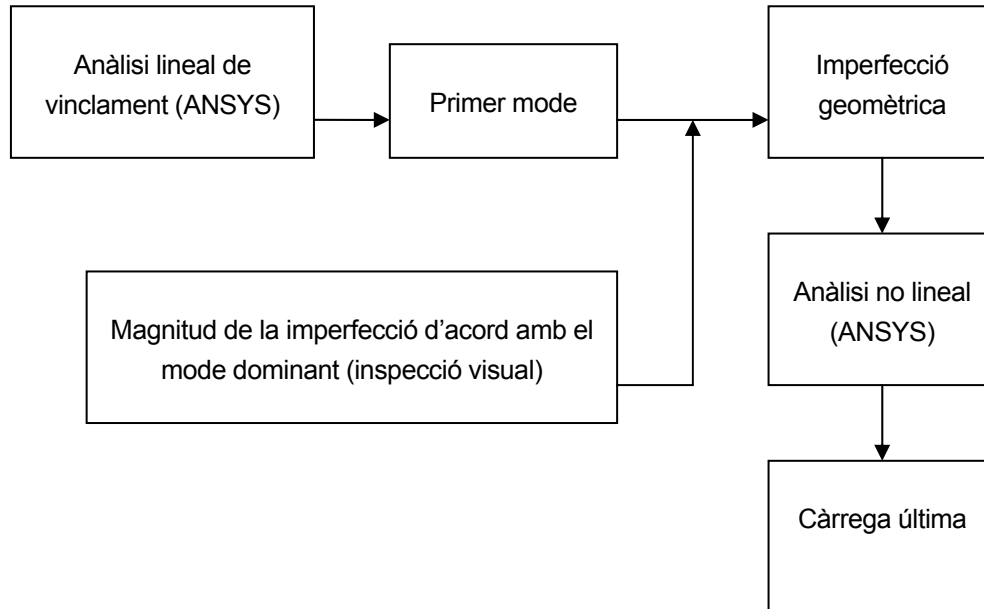 Anàlisi lineal de
vinclament (ANSYS)
Primer mode
Imperfecció
geomètrica
Magnitud de la imperfecció d’acord amb el
mode dominant (inspecció visual)
Anàlisi no lineal
(ANSYS)
Càrrega última